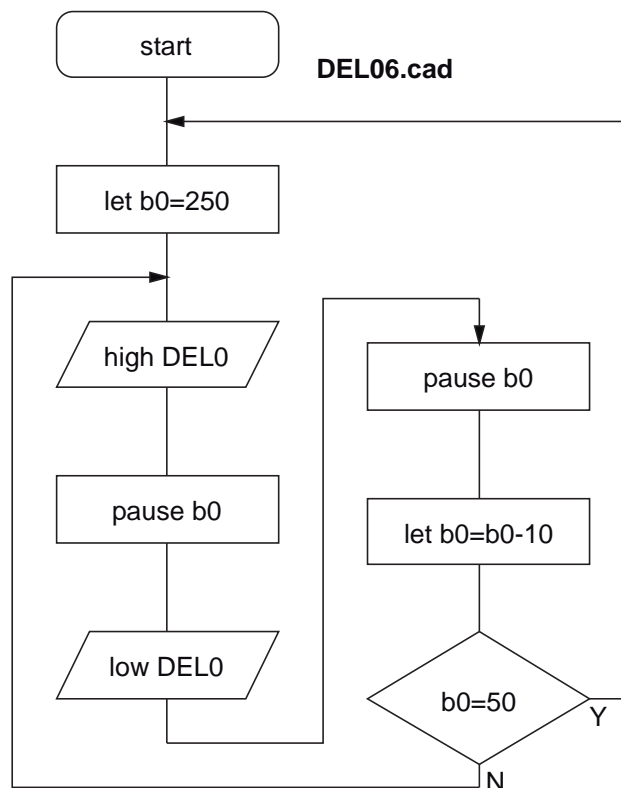 start
DEL06.cad
let b0=250
high DEL0
pause b0
low DEL0
pause b0
let b0=b0-10
b0=50
Y
N